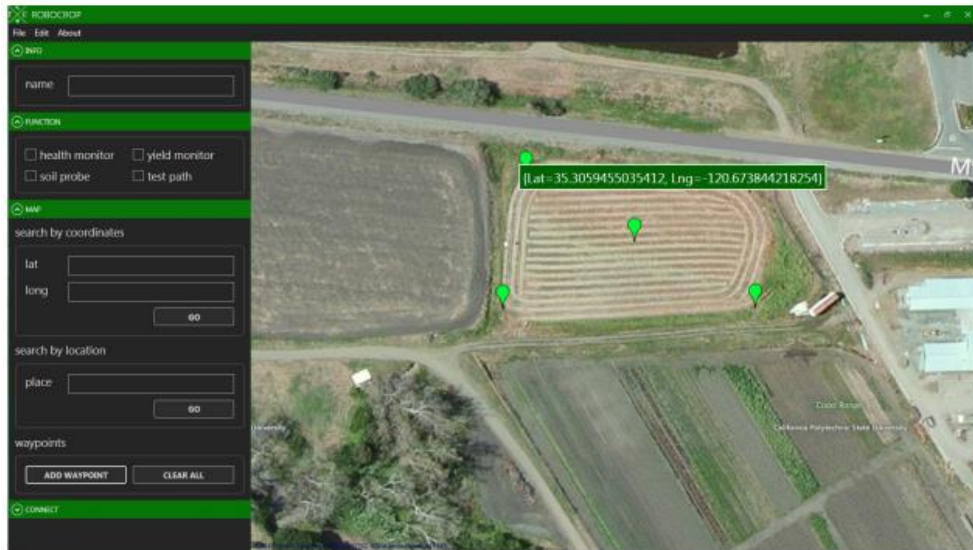 ROBOCROP
File Edit About
INFO
name
FUNCTION
health monitor yield monitor
soil probe test path
MAP
search by coordinates
lat
long
GO
search by location
place
GO
waypoints
ADD WAYPOINT CLEAR ALL
CONNECT
{Lat=35.3059455035412, Lng=-120.673844218254}
M
University
California Polytechnic State University